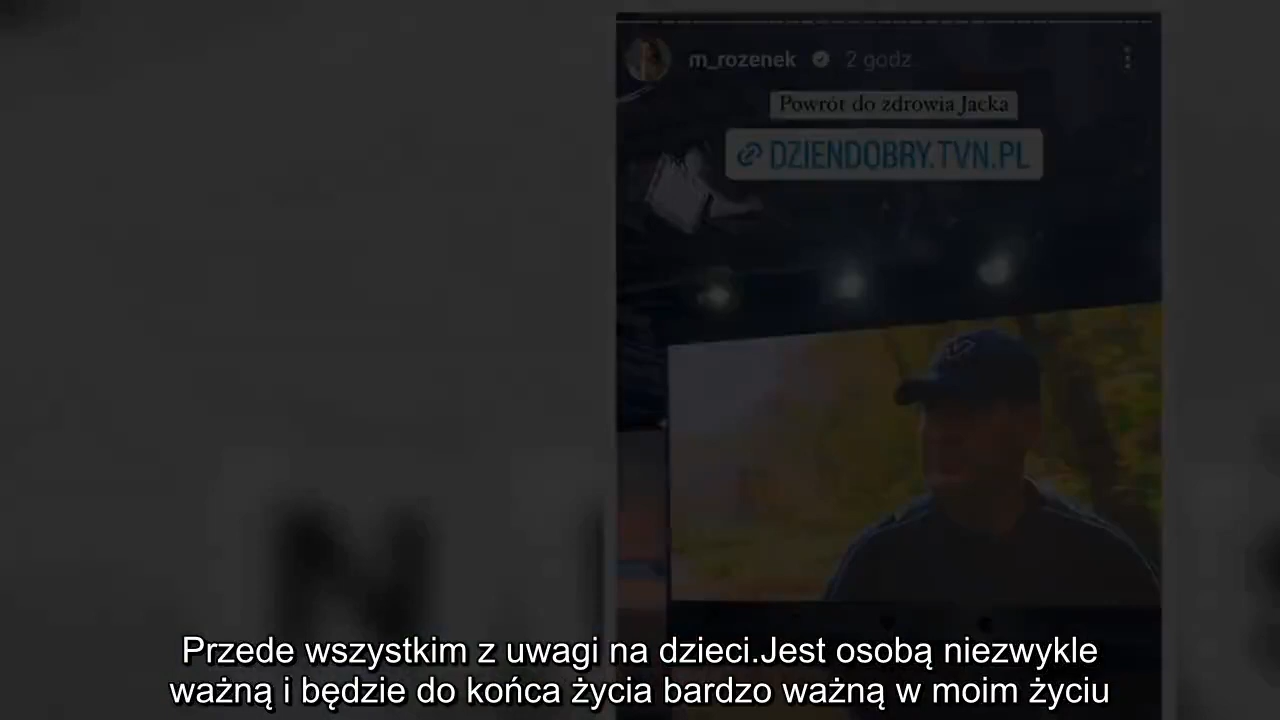 m_rozenek 2 godz.
Powrót do zdrowia Jacka
DZIENDOBRY.TVN.PL
Przede wszystkim z uwagi na dzieci.Jest osobą niezwykle
ważną i będzie do końca życia bardzo ważną w moim życiu